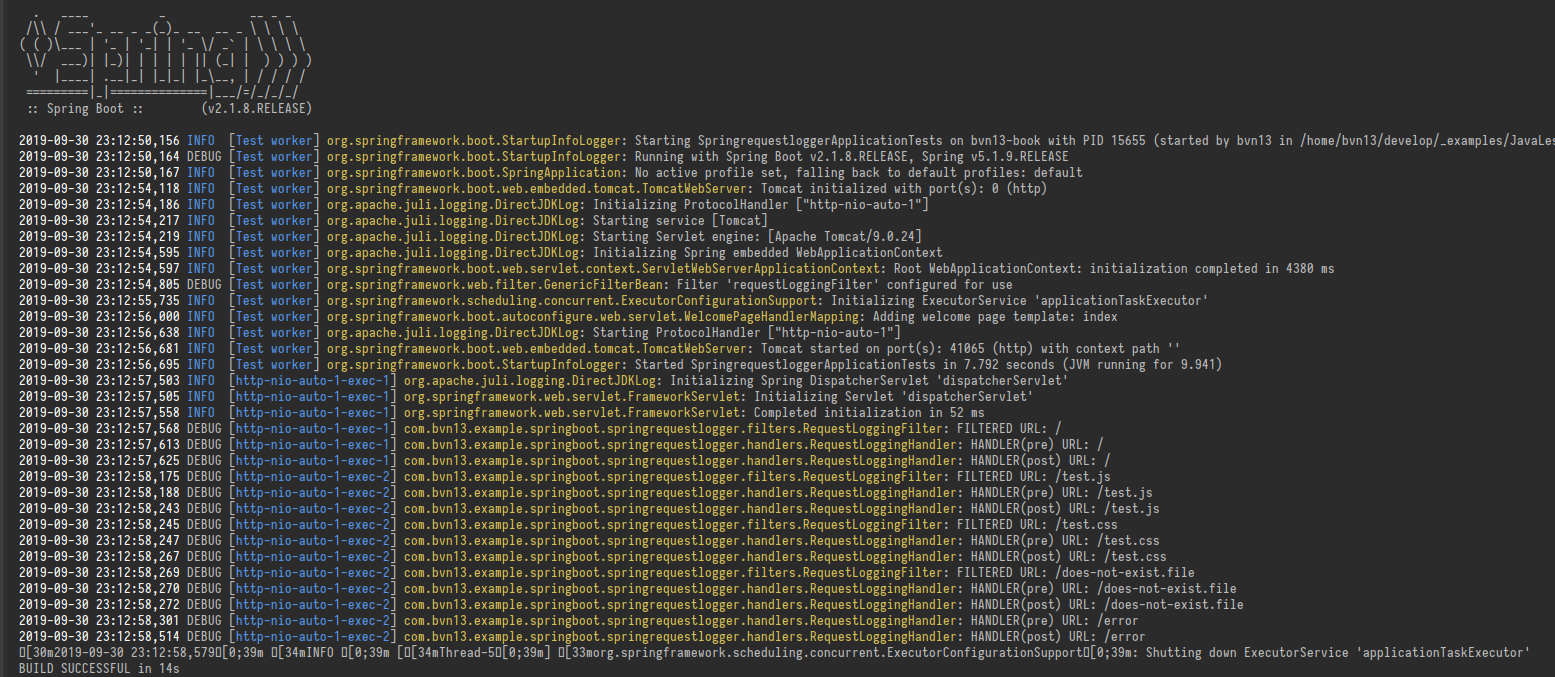 .   ____          _            __ _ _
 /\\ / ___'_ __ _ _(_)_ __  __ _ \ \ \ \
( ( )\___ | '_ | '_| | '_ \/ _` | \ \ \ \
 \\/  ___)| |_)| | | | | || (_| |  ) ) ) )
  '  |____| .__|_| |_|_| |_\__, | / / / /
 =========|_|==============|___/=/_/_/_/
 :: Spring Boot ::        (v2.1.8.RELEASE)
2019-09-30 23:12:50,156 INFO  [Test worker] org.springframework.boot.StartupInfoLogger: Starting SpringrequestloggerApplicationTests on bvn13-book with PID 15655 (started by bvn13 in /home/bvn13/develop/_examples/JavaLes
2019-09-30 23:12:50,164 DEBUG [Test worker] org.springframework.boot.StartupInfoLogger: Running with Spring Boot v2.1.8.RELEASE, Spring v5.1.9.RELEASE
2019-09-30 23:12:50,167 INFO  [Test worker] org.springframework.boot.SpringApplication: No active profile set, falling back to default profiles: default
2019-09-30 23:12:54,118 INFO  [Test worker] org.springframework.boot.web.embedded.tomcat.TomcatWebServer: Tomcat initialized with port(s): 0 (http)
2019-09-30 23:12:54,186 INFO  [Test worker] org.apache.juli.logging.DirectJDKLog: Initializing ProtocolHandler ["http-nio-auto-1"]
2019-09-30 23:12:54,217 INFO  [Test worker] org.apache.juli.logging.DirectJDKLog: Starting service [Tomcat]
2019-09-30 23:12:54,219 INFO  [Test worker] org.apache.juli.logging.DirectJDKLog: Starting Servlet engine: [Apache Tomcat/9.0.24]
2019-09-30 23:12:54,595 INFO  [Test worker] org.apache.juli.logging.DirectJDKLog: Initializing Spring embedded WebApplicationContext
2019-09-30 23:12:54,597 INFO  [Test worker] org.springframework.boot.web.servlet.context.ServletWebServerApplicationContext: Root WebApplicationContext: initialization completed in 4380 ms
2019-09-30 23:12:54,805 DEBUG [Test worker] org.springframework.web.filter.GenericFilterBean: Filter 'requestLoggingFilter' configured for use
2019-09-30 23:12:55,735 INFO  [Test worker] org.springframework.scheduling.concurrent.ExecutorConfigurationSupport: Initializing ExecutorService 'applicationTaskExecutor'
2019-09-30 23:12:56,000 INFO  [Test worker] org.springframework.boot.autoconfigure.web.servlet.WelcomePageHandlerMapping: Adding welcome page template: index
2019-09-30 23:12:56,638 INFO  [Test worker] org.apache.juli.logging.DirectJDKLog: Starting ProtocolHandler ["http-nio-auto-1"]
2019-09-30 23:12:56,681 INFO  [Test worker] org.springframework.boot.web.embedded.tomcat.TomcatWebServer: Tomcat started on port(s): 41065 (http) with context path ''
2019-09-30 23:12:56,695 INFO  [Test worker] org.springframework.boot.StartupInfoLogger: Started SpringrequestloggerApplicationTests in 7.792 seconds (JVM running for 9.941)
2019-09-30 23:12:57,503 INFO  [http-nio-auto-1-exec-1] org.apache.juli.logging.DirectJDKLog: Initializing Spring DispatcherServlet 'dispatcherServlet'
2019-09-30 23:12:57,505 INFO  [http-nio-auto-1-exec-1] org.springframework.web.servlet.FrameworkServlet: Initializing Servlet 'dispatcherServlet'
2019-09-30 23:12:57,558 INFO  [http-nio-auto-1-exec-1] org.springframework.web.servlet.FrameworkServlet: Completed initialization in 52 ms
2019-09-30 23:12:57,568 DEBUG [http-nio-auto-1-exec-1] com.bvn13.example.springboot.springrequestlogger.filters.RequestLoggingFilter: FILTERED URL: /
2019-09-30 23:12:57,613 DEBUG [http-nio-auto-1-exec-1] com.bvn13.example.springboot.springrequestlogger.handlers.RequestLoggingHandler: HANDLER(pre) URL: /
2019-09-30 23:12:57,625 DEBUG [http-nio-auto-1-exec-1] com.bvn13.example.springboot.springrequestlogger.handlers.RequestLoggingHandler: HANDLER(post) URL: /
2019-09-30 23:12:58,175 DEBUG [http-nio-auto-1-exec-2] com.bvn13.example.springboot.springrequestlogger.filters.RequestLoggingFilter: FILTERED URL: /test.js
2019-09-30 23:12:58,188 DEBUG [http-nio-auto-1-exec-2] com.bvn13.example.springboot.springrequestlogger.handlers.RequestLoggingHandler: HANDLER(pre) URL: /test.js
2019-09-30 23:12:58,243 DEBUG [http-nio-auto-1-exec-2] com.bvn13.example.springboot.springrequestlogger.handlers.RequestLoggingHandler: HANDLER(post) URL: /test.js
2019-09-30 23:12:58,245 DEBUG [http-nio-auto-1-exec-2] com.bvn13.example.springboot.springrequestlogger.filters.RequestLoggingFilter: FILTERED URL: /test.css
2019-09-30 23:12:58,247 DEBUG [http-nio-auto-1-exec-2] com.bvn13.example.springboot.springrequestlogger.handlers.RequestLoggingHandler: HANDLER(pre) URL: /test.css
2019-09-30 23:12:58,267 DEBUG [http-nio-auto-1-exec-2] com.bvn13.example.springboot.springrequestlogger.handlers.RequestLoggingHandler: HANDLER(post) URL: /test.css
2019-09-30 23:12:58,269 DEBUG [http-nio-auto-1-exec-2] com.bvn13.example.springboot.springrequestlogger.filters.RequestLoggingFilter: FILTERED URL: /does-not-exist.file
2019-09-30 23:12:58,270 DEBUG [http-nio-auto-1-exec-2] com.bvn13.example.springboot.springrequestlogger.handlers.RequestLoggingHandler: HANDLER(pre) URL: /does-not-exist.file
2019-09-30 23:12:58,272 DEBUG [http-nio-auto-1-exec-2] com.bvn13.example.springboot.springrequestlogger.handlers.RequestLoggingHandler: HANDLER(post) URL: /does-not-exist.file
2019-09-30 23:12:58,301 DEBUG [http-nio-auto-1-exec-2] com.bvn13.example.springboot.springrequestlogger.handlers.RequestLoggingHandler: HANDLER(pre) URL: /error
2019-09-30 23:12:58,514 DEBUG [http-nio-auto-1-exec-2] com.bvn13.example.springboot.springrequestlogger.handlers.RequestLoggingHandler: HANDLER(post) URL: /error
▯[30m2019-09-30 23:12:58,579▯[0;39m ▯[34mINFO ▯[0;39m [▯[34mThread-5▯[0;39m] ▯[33morg.springframework.scheduling.concurrent.ExecutorConfigurationSupport▯[0;39m: Shutting down ExecutorService 'applicationTaskExecutor'
BUILD SUCCESSFUL in 14s